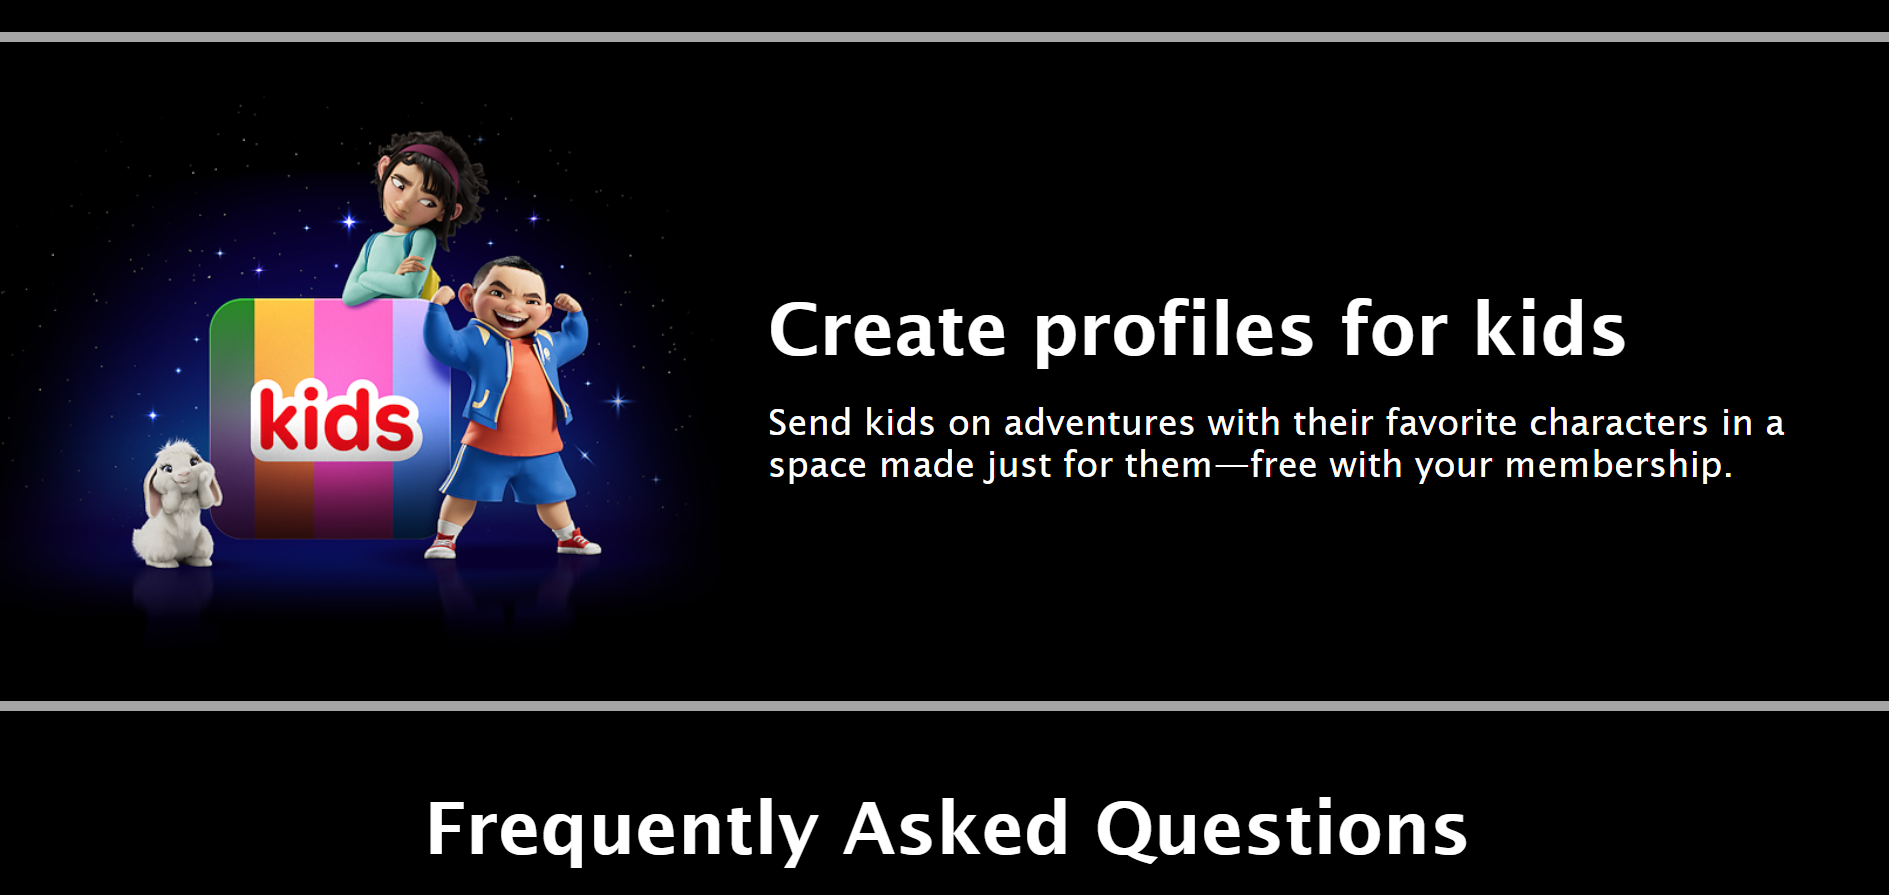 kids
Create profiles for kids
Send kids on adventures with their favorite characters in a
space made just for them—free with your membership.
Frequently Asked Questions